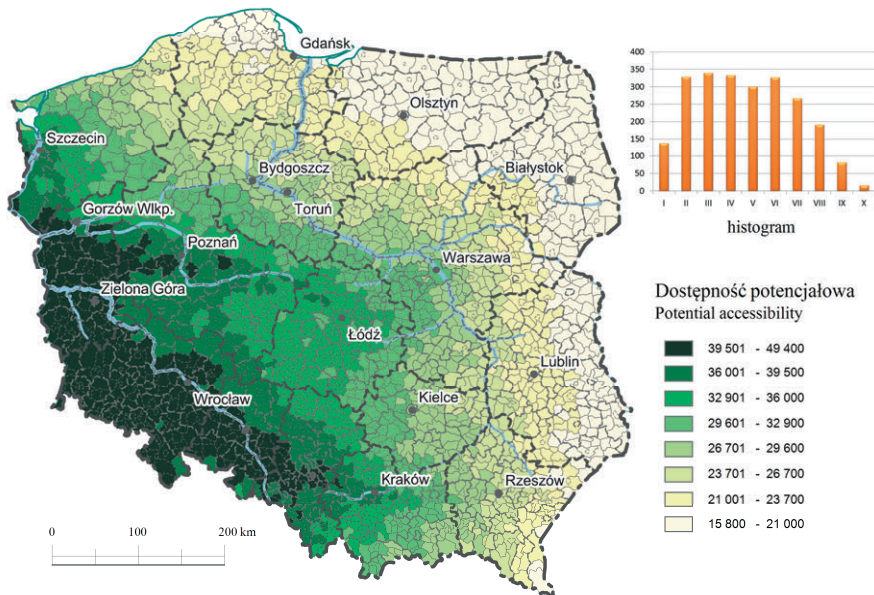 Gdańsk
Olsztyn
Szczecin
Białystok
Bydgoszcz
Toruń
Gorzów Wlkp.
Poznań
Warszawa
Zielona Góra
Łódź
Lublin
Wrocław
Kielce
Kraków
Rzeszów
0 100 200 km
400
350
300
250
200
150
100
50
0
I II III IV V VI VII VIII IX X
histogram
Dostępność potencjałowa
Potential accessibility
39 501 - 49 400
36 001 - 39 500
32 901 - 36 000
29 601 - 32 900
26 701 - 29 600
23 701 - 26 700
21 001 - 23 700
15 800 - 21 000